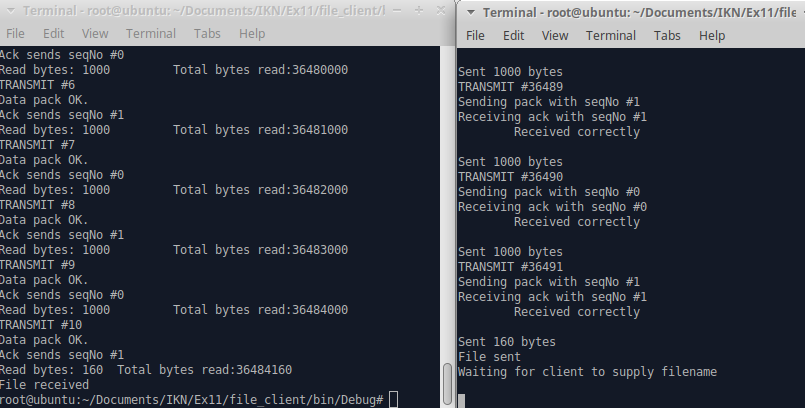 Terminal - root@ubuntu: ~/Documents/IKN/Ex11/file_client/
File Edit View Terminal Tabs Help
Ack sends seqNo #0
Read bytes: 1000 Total bytes read:36480000
TRANSMIT #6
Data pack OK.
Ack sends seqNo #1
Read bytes: 1000 Total bytes read:36481000
TRANSMIT #7
Data pack OK.
Ack sends seqNo #0
Read bytes: 1000 Total bytes read:36482000
TRANSMIT #8
Data pack OK.
Ack sends seqNo #1
Read bytes: 1000 Total bytes read:36483000
TRANSMIT #9
Data pack OK.
Ack sends seqNo #0
Read bytes: 1000 Total bytes read:36484000
TRANSMIT #10
Data pack OK.
Ack sends seqNo #1
Read bytes: 160 Total bytes read:36484160
File received
root@ubuntu:~/Documents/IKN/Ex11/file_client/bin/Debug#
Terminal - root@ubuntu: ~/Documents/IKN/Ex11/file
File Edit View Terminal Tabs Help
Sent 1000 bytes
TRANSMIT #36489
Sending pack with seqNo #1
Receiving ack with seqNo #1
Received correctly
Sent 1000 bytes
TRANSMIT #36490
Sending pack with seqNo #0
Receiving ack with seqNo #0
Received correctly
Sent 1000 bytes
TRANSMIT #36491
Sending pack with seqNo #1
Receiving ack with seqNo #1
Received correctly
Sent 160 bytes
File sent
Waiting for client to supply filename